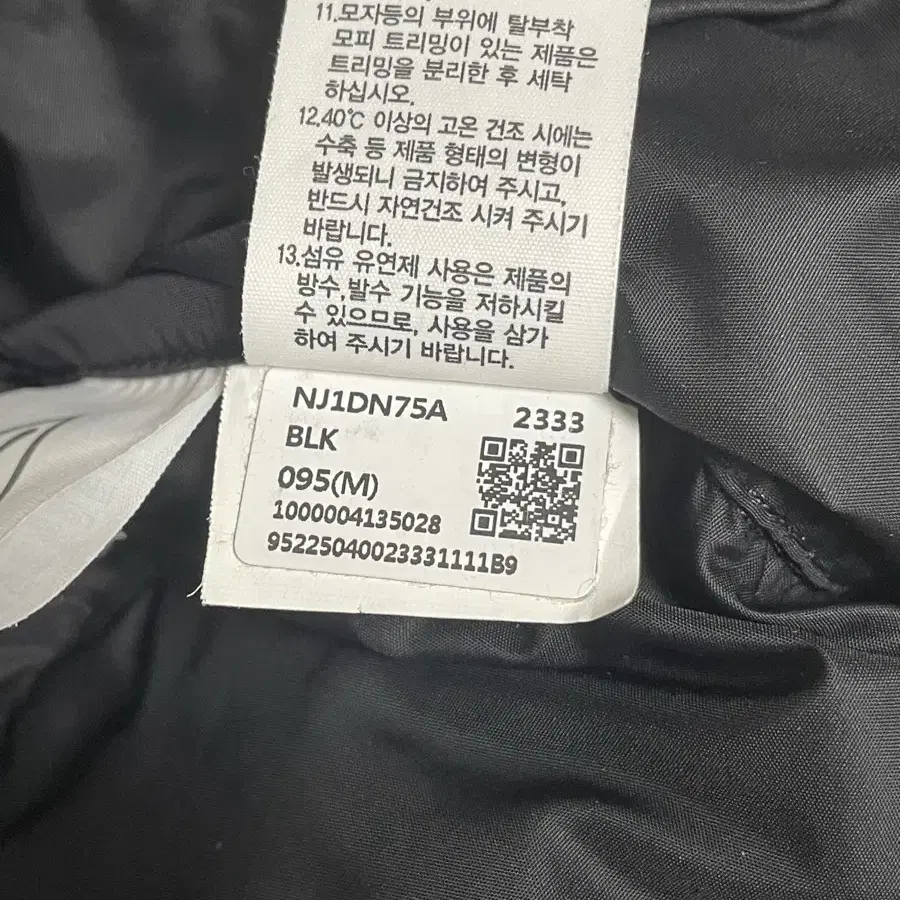 11.모자등의 부위에 탈부착
모피 트리밍이 있는 제품은
트리밍을 분리한 후 세탁
하십시오.
12.40℃ 이상의 고온 건조 시에는
수축 등 제품 형태의 변형이
발생되니 금지하여 주시고,
반드시 자연건조 시켜 주시기
바랍니다.
13.섬유 유연제 사용은 제품의
방수,발수 기능을 저하시킬
수 있으므로, 사용을 삼가
하여 주시기 바랍니다.
NJ1DN75A 2333
BLK
095(M)
1000004135028
95225040023331111B9